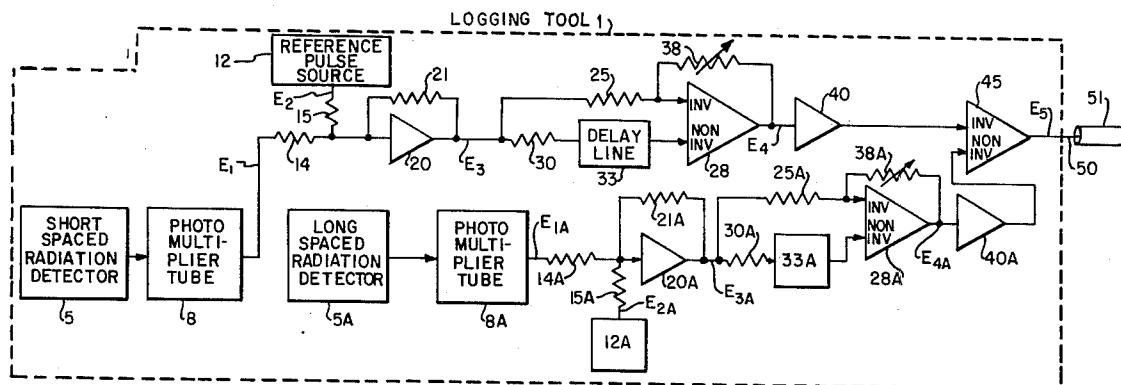 LOGGING TOOL 1
12
REFERENCE
PULSE
SOURCE
E2
15
21
14
20
E1
E3
25
30
DELAY
LINE
33
38
INV
NON
INV
28
E4
40
45
INV
NON
INV
E5
50
51
SHORT
SPACED
RADIATION
DETECTOR
5
PHOTO
MULTI-
PLIER
TUBE
8
LONG
SPACED
RADIATION
DETECTOR
5A
PHOTO
MULTI-
PLIER
TUBE
8A
E1A
14A
15A
E2A
12A
21A
20A
E3A
25A
30A
33A
38A
INV
NON
INV
28A
E4A
40A